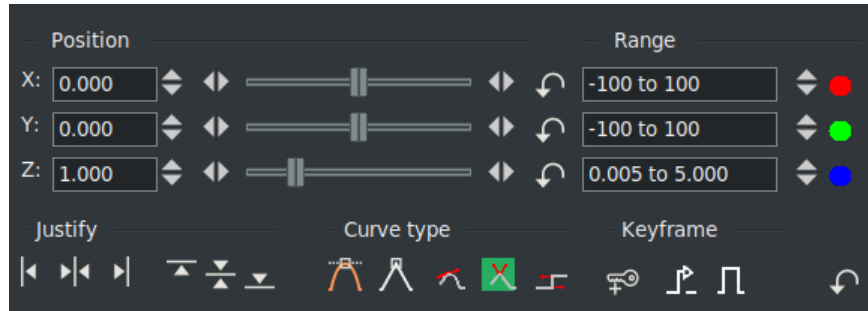 Position Range
X: 0.000 -100 to 100
Y: 0.000 -100 to 100
Z: 1.000 0.005 to 5.000
Justify Curve type Keyframe